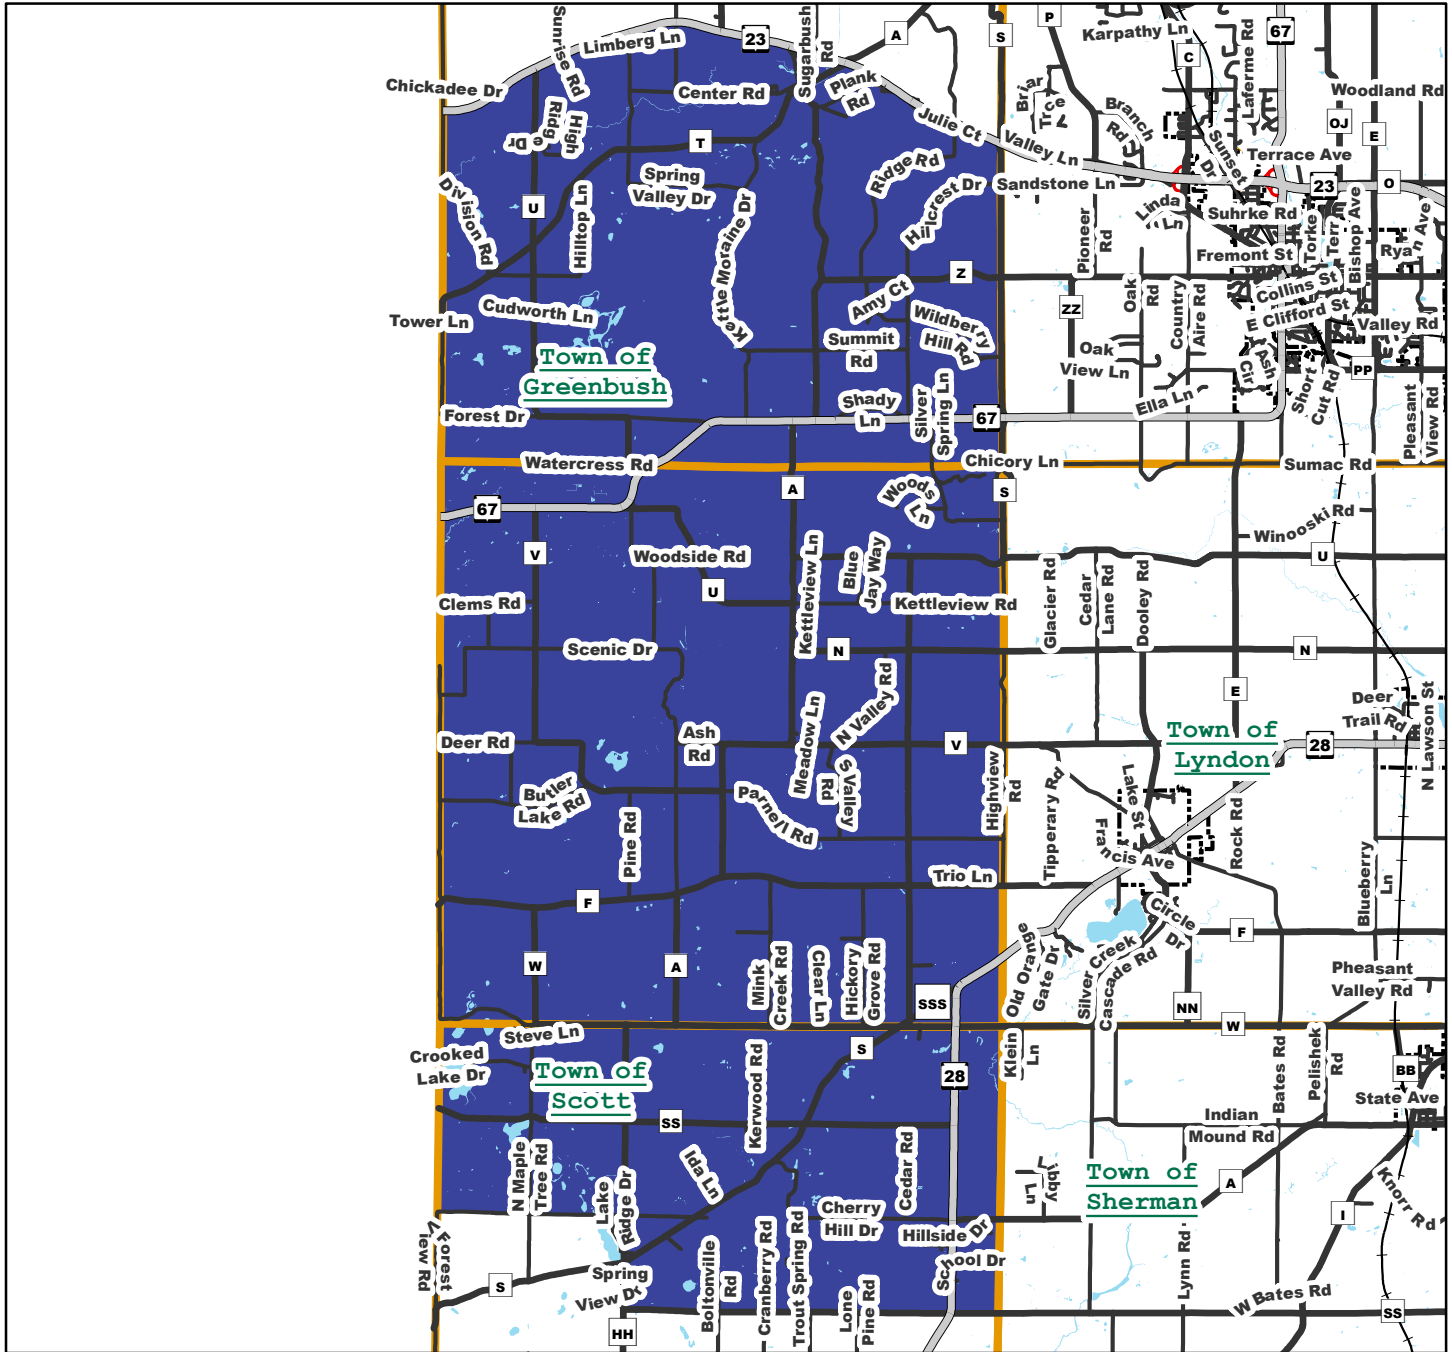 P
Sunrise Rd
Limberg Ln
23
Sugarbush
Rd
A
S
Karpathy Ln
C
Laferme Rd
67
Chickadee Dr
Center Rd
Plank
Rd
Briar
Woodland Rd
High
Ridge Dr
T
Julie Ct
Branch
Rd
OJ
E
Valley Ln
Sunset
Dr
Terrace Ave
Spring
Valley Dr
Ridge Rd
Hillcrest Dr
Sandstone Ln
23
O
Division Rd
U
Hilltop Ln
Kettle Moraine Dr
Linda
Ln
Suhrke Rd
Torke
Terr
Bishop Ave
Pioneer
Rd
Fremont St
Z
Collins St
Amy Ct
ZZ
Oak
Rd
Country
Aire Rd
Cudworth Ln
Tower Ln
Wildberry
Hill Rd
E Clifford St
Valley Rd
Summit
Rd
Oak
View Ln
Ash
Cir
Town of
Greenbush
PP
Short
Cut Rd
Ella Ln
Forest Dr
Shady
Ln
Silver
Spring Ln
67
Pleasant
View Rd
Watercress Rd
Chicory Ln
Sumac Rd
67
A
Woods
Ln
S
Winooski Rd
V
Woodside Rd
Kettleview Ln
Blue
Jay Way
U
Glacier Rd
Cedar
Lane Rd
Dooley Rd
U
Clems Rd
Kettleview Rd
Scenic Dr
N
N
N Valley Rd
E
Deer
Trail Rd
N Lawson St
Deer Rd
Ash
Rd
Meadow Ln
V
Town of
Lyndon
28
Highview
Rd
S Valley
Rd
Butler
Lake Rd
Parnell Rd
Tipperary Rd
Lake St
Francis Ave
Rock Rd
Pine Rd
Trio Ln
Blueberry
Ln
F
Circle
Dr
F
Old Orange
Gate Dr
Silver Creek
Cascade Rd
W
A
Mink
Creek Rd
Clear Ln
Hickory
Grove Rd
SSS
Pheasant
Valley Rd
NN
W
Steve Ln
Crooked
Lake Dr
S
Klein
Ln
Town of
Scott
Kerwood Rd
28
Bates Rd
Pelishek
Rd
BB
State Ave
SS
Indian
Mound Rd
N Maple
Tree Rd
Ida Ln
Cedar Rd
Libby
Ln
Town of
Sherman
A
Knorr Rd
Lake
Ridge Dr
Cherry
Hill Dr
I
Hillside Dr
Forest
View Rd
Boltonville
Rd
Cranberry Rd
Trout Spring Rd
School Dr
Lynn Rd
S
Spring
View Dr
Lone
Pine Rd
W Bates Rd
SS
HH